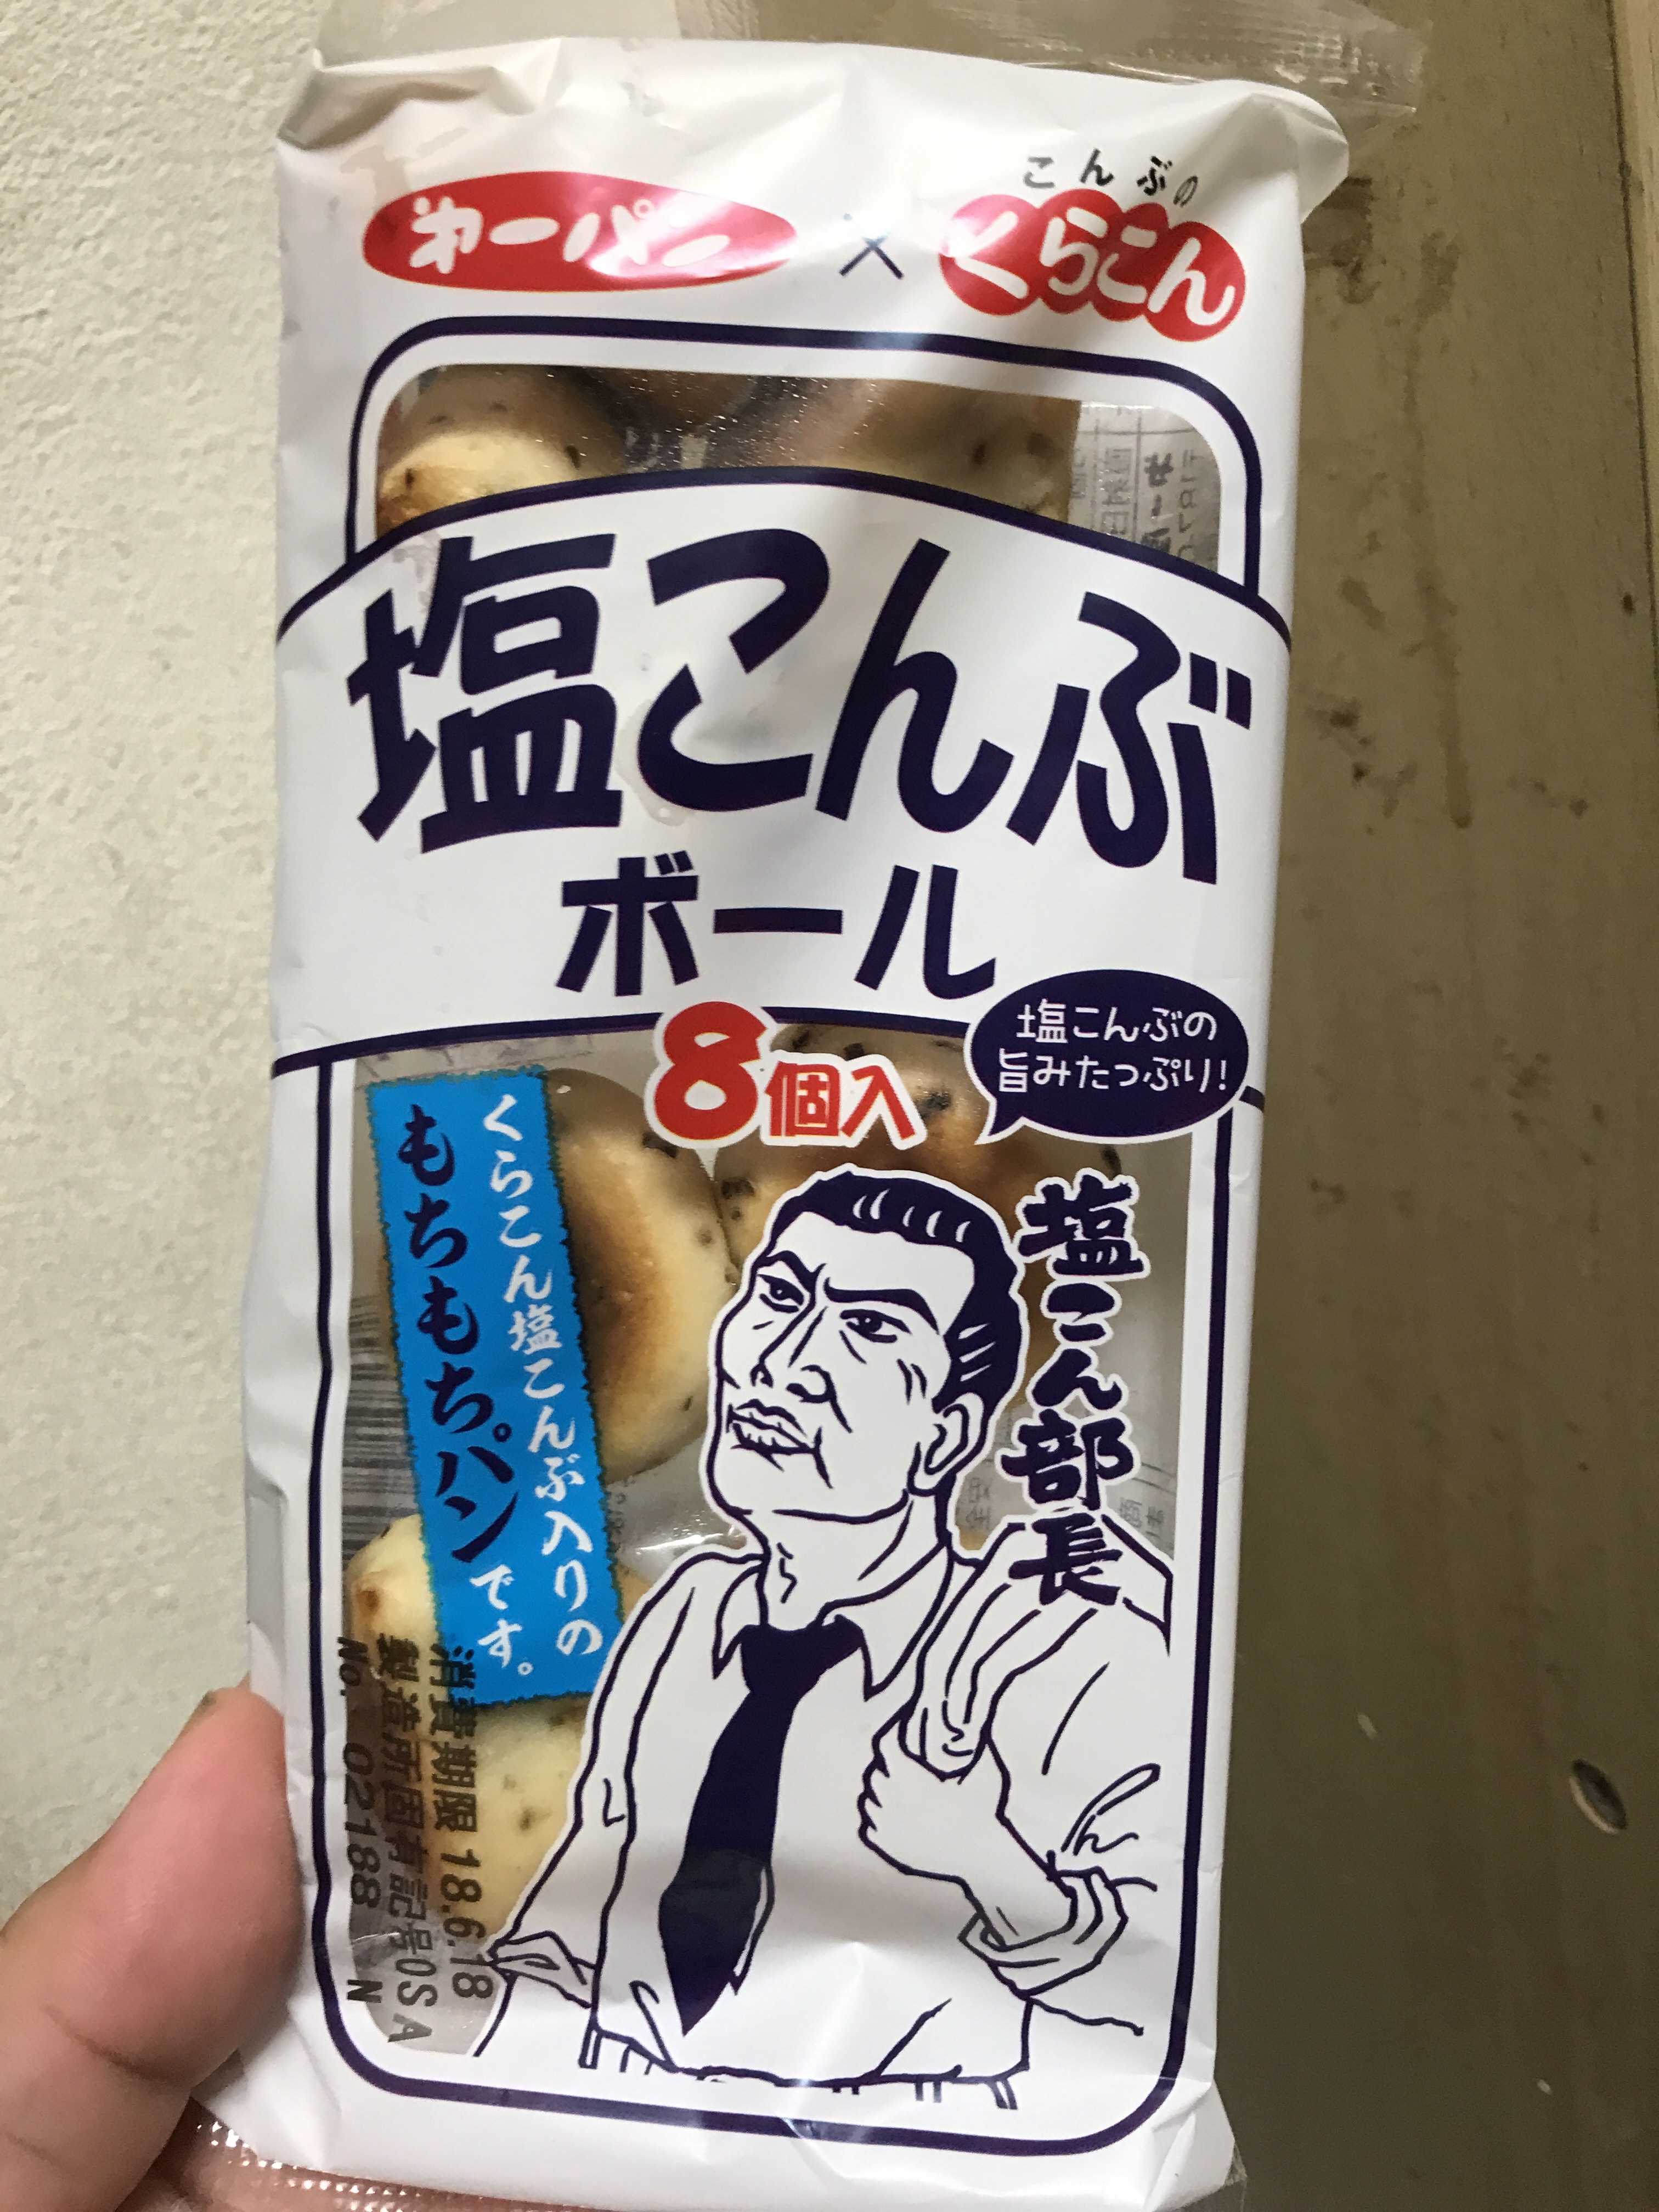 第一パン
×
こんぶの
くらこん
塩こんぶ
ボール
8個入
塩こんぶの
旨みたっぷり!
くらこん塩こんぶ入りの
もちもちパンです。
塩こん部長
消費期限 18.6.18
製造所固有記号OSA
No. 02188 N